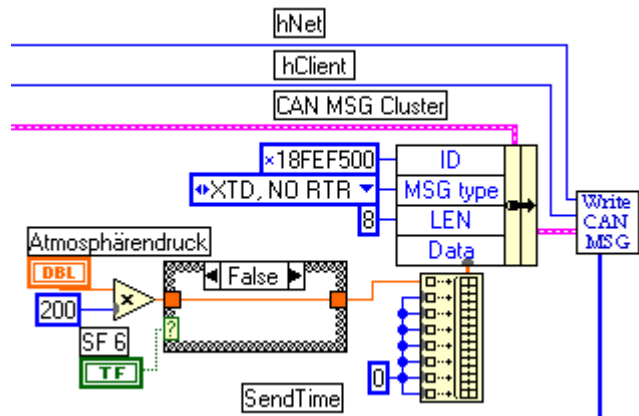 hNet
hClient
CAN MSG Cluster
×18FEF500
ID
XTD, NO RTR
MSG type
8
LEN
Data
Write
CAN
MSG
Atmosphärendruck
DBL
200
×
False
?
SF 6
TF
0
SendTime